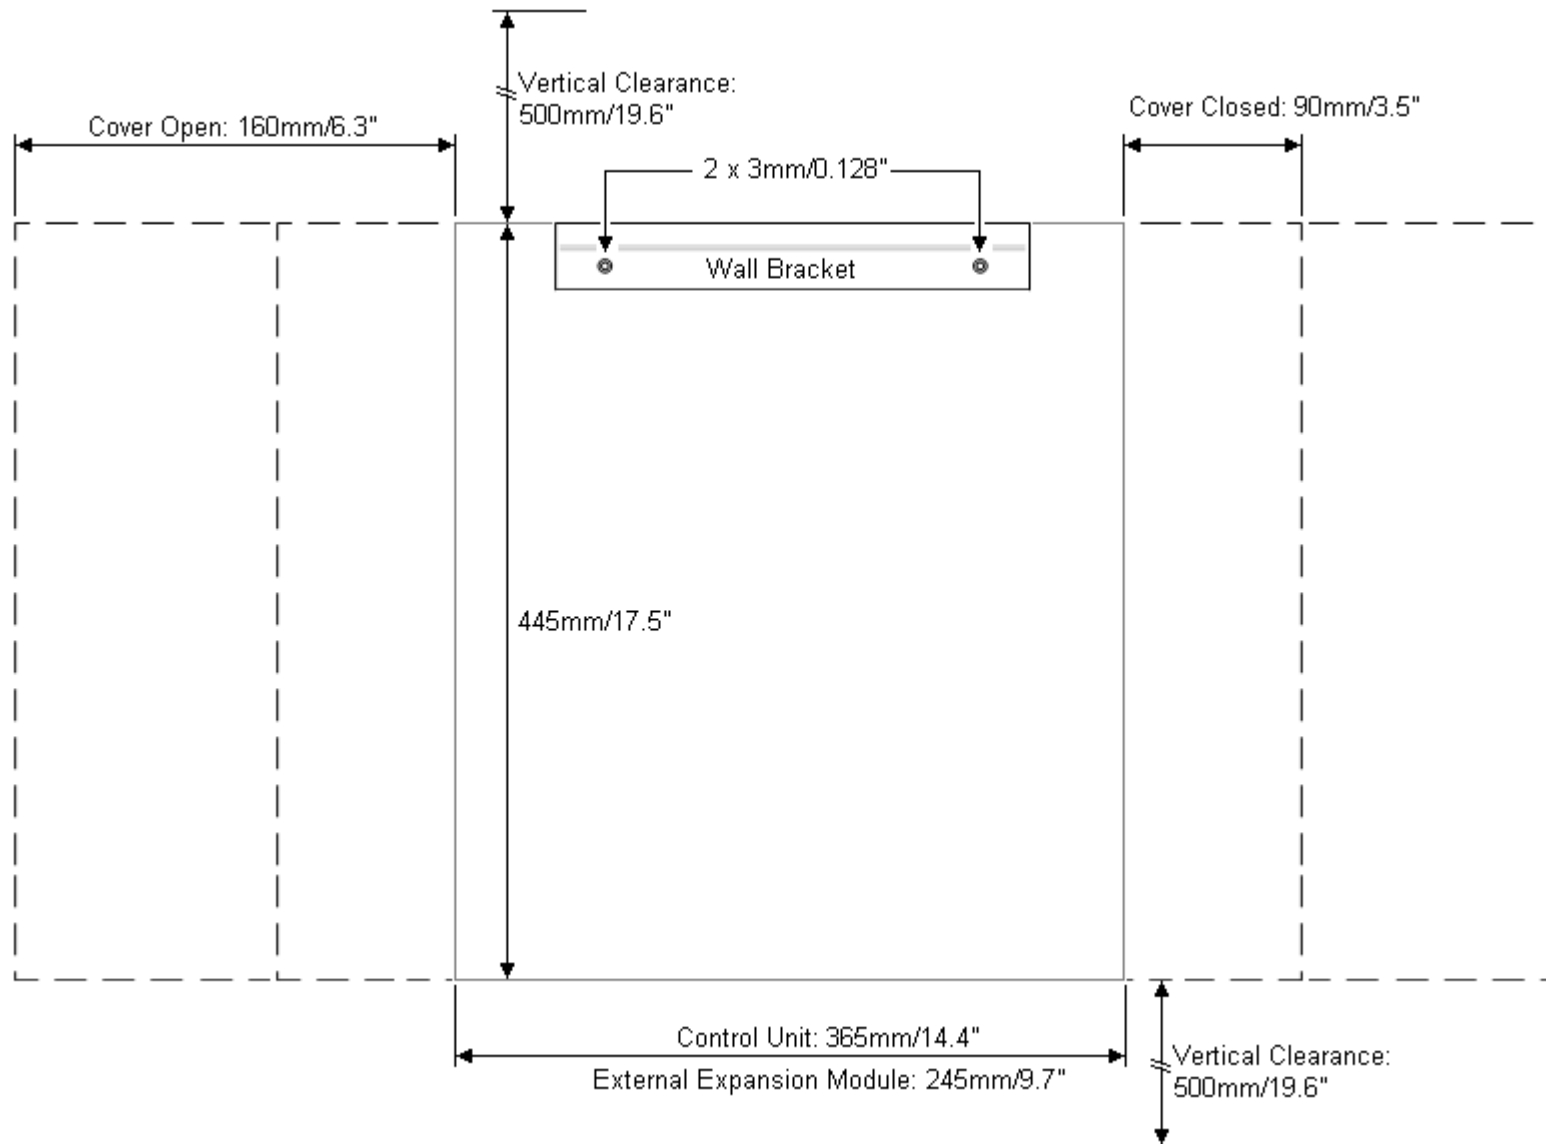 Vertical Clearance:
500mm/19.6"
Cover Open: 160mm/6.3"
Cover Closed: 90mm/3.5"
2 x 3mm/0.128"
Wall Bracket
445mm/17.5"
Control Unit: 365mm/14.4"
External Expansion Module: 245mm/9.7"
Vertical Clearance:
500mm/19.6"